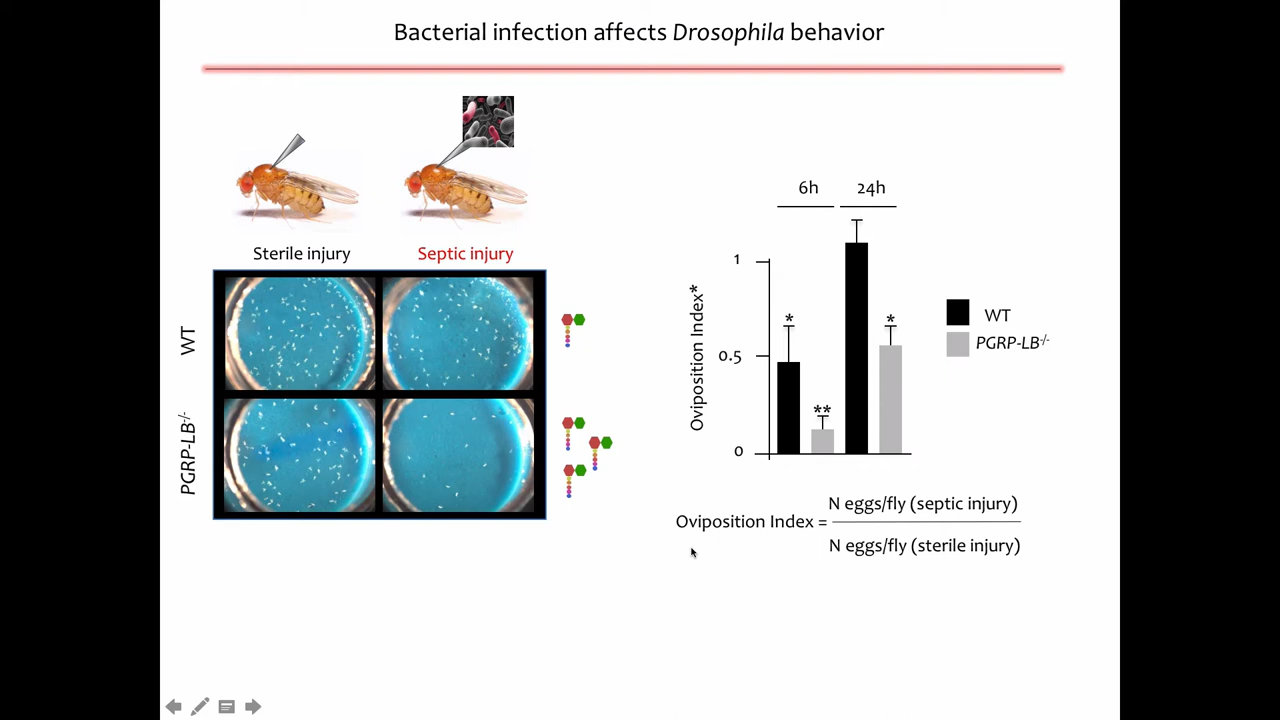 Bacterial infection affects Drosophila behavior
Sterile injury
Septic injury
WT
PGRP-LB-/-
6h
24h
1
0.5
0
Oviposition Index*
*
**
*
WT
PGRP-LB-/-
Oviposition Index =
N eggs/fly (septic injury)
N eggs/fly (sterile injury)